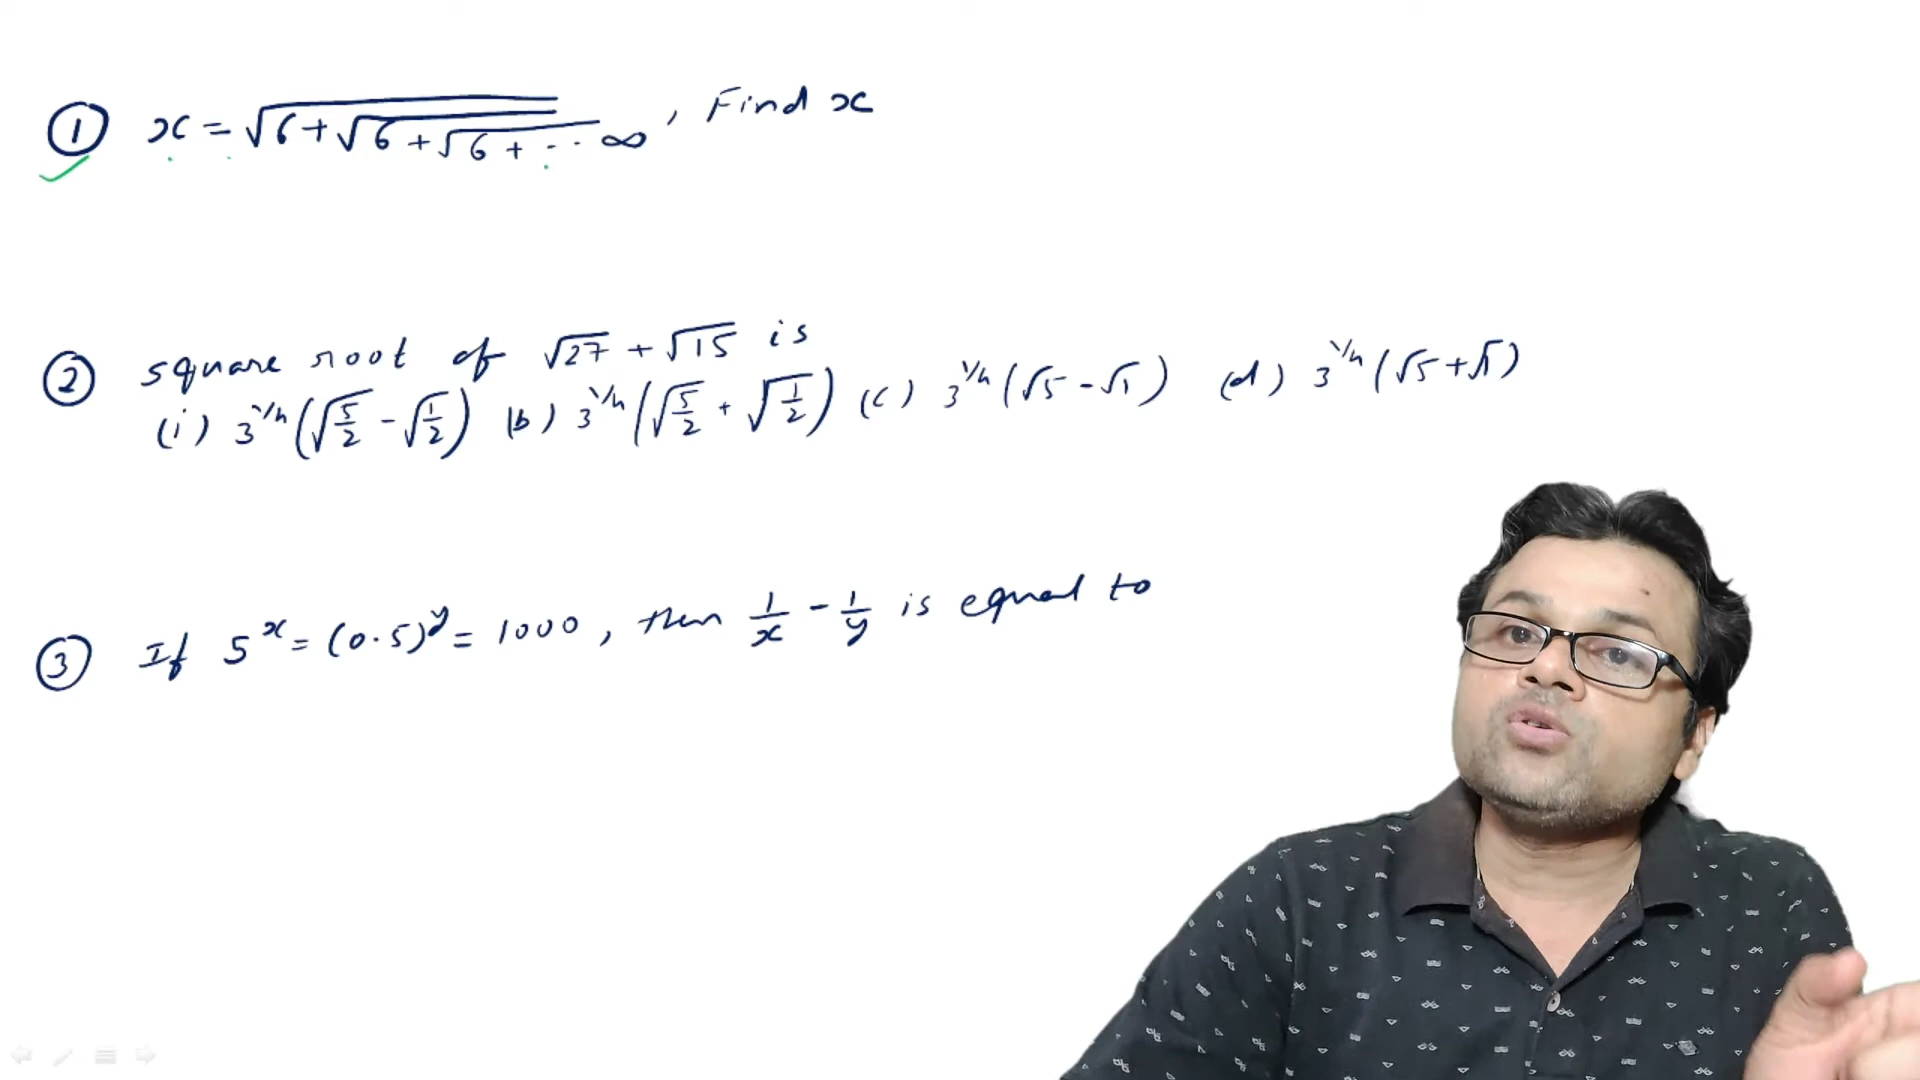 ① x = √6+√6+√6+··∞ , Find x
② square root of √27 + √15 is
(i) 3^1/4 (√5/2 - √1/2) (b) 3^1/4 (√5/2 + √1/2) (c) 3^1/4 (√5 - √1) (d) 3^1/4 (√5 + √1)
③ If 5^x = (0.5)^y = 1000, then 1/x - 1/y is equal to